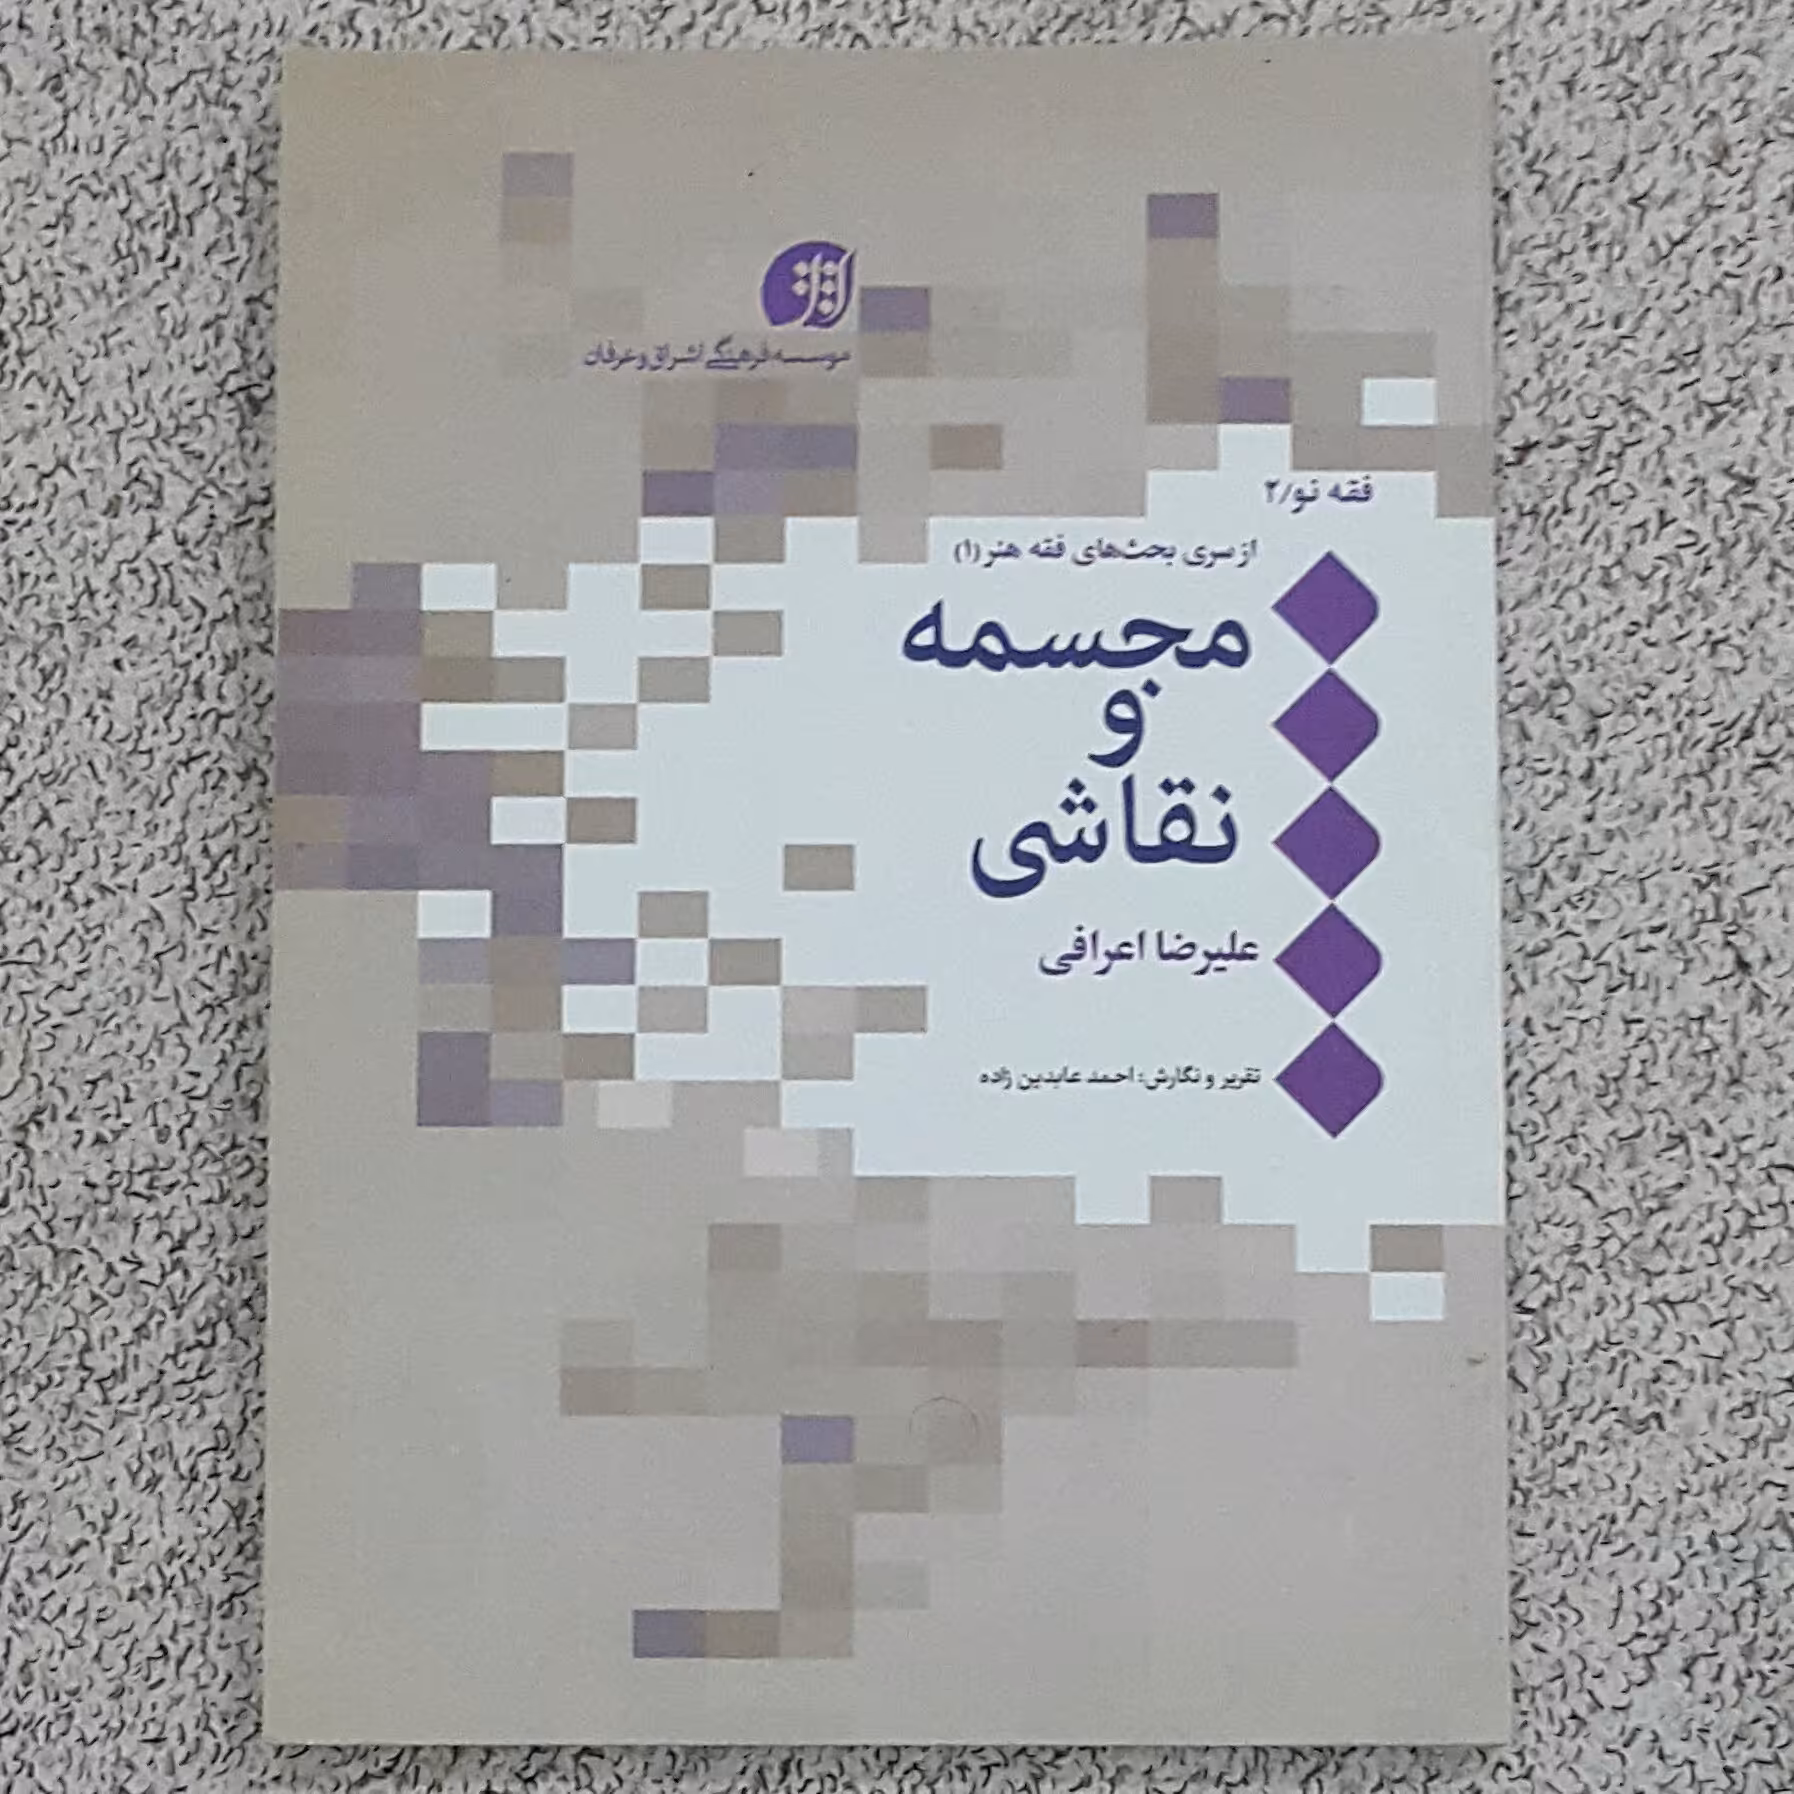 اشراق
موسسه فرهنگی اشراق و عرفان
فقه نو/۲
از سری بحث‌های فقه هنر (۱)
مجسمه
و
نقاشی
علیرضا اعرافی
تقریر و نگارش: احمد عابدین زاده